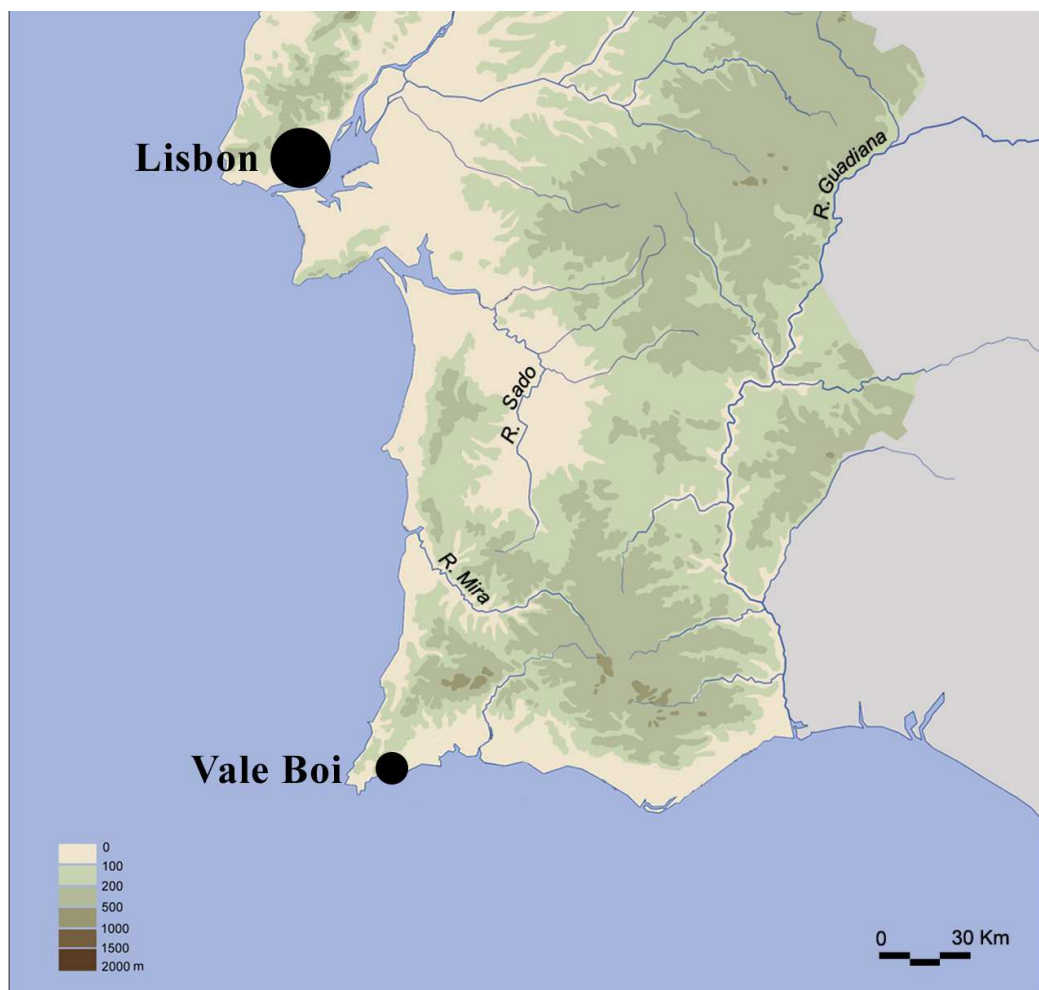 Lisbon
R. Guadiana
R. Sado
R. Mira
Vale Boi
0
100
200
500
1000
1500
2000 m
0 30 Km